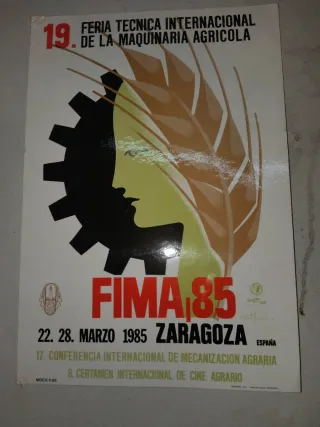 19. FERIA TECNICA INTERNACIONAL
DE LA MAQUINARIA AGRICOLA
FIMA 85
22. 28. MARZO 1985 ZARAGOZA ESPAÑA
17. CONFERENCIA INTERNACIONAL DE MECANIZACION AGRARIA
8. CERTAMEN INTERNACIONAL DE CINE AGRARIO